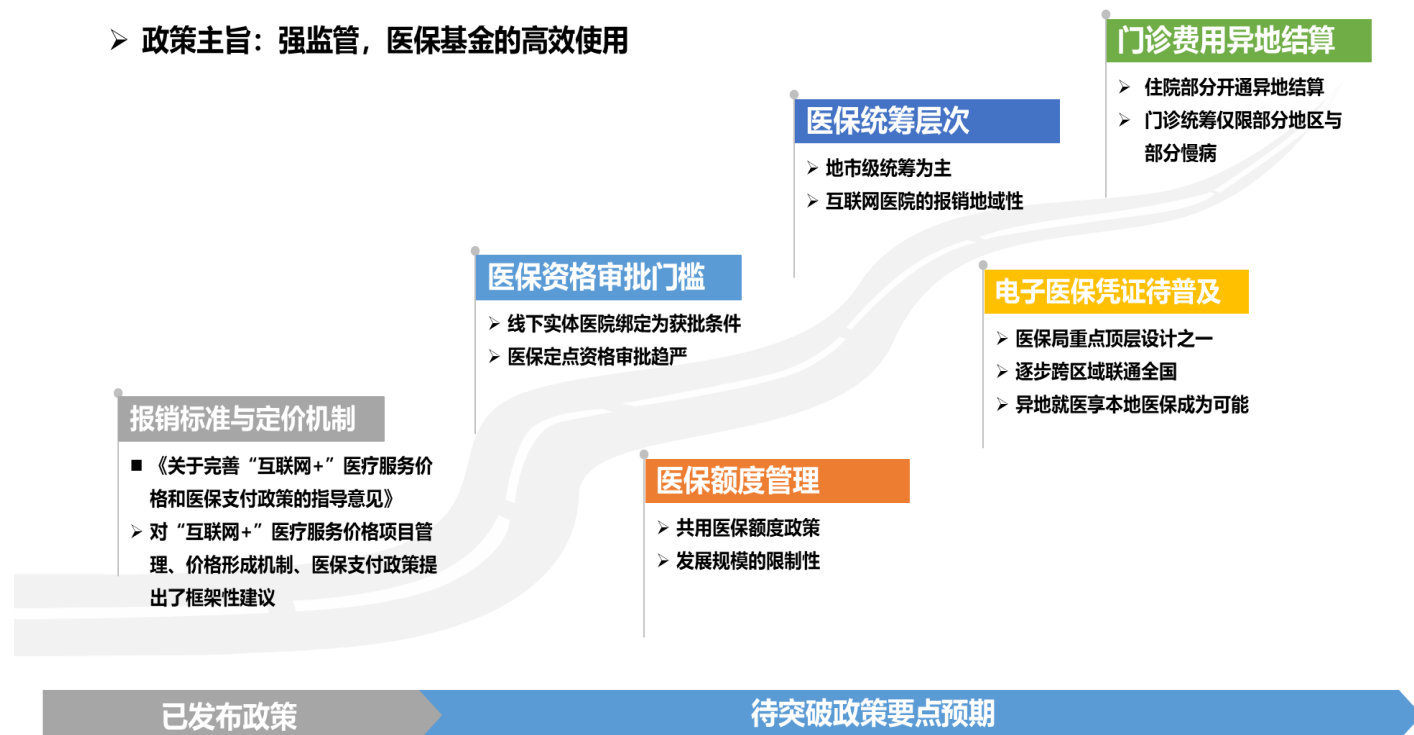 ➢ 政策主旨：强监管，医保基金的高效使用
门诊费用异地结算
➢ 住院部分开通异地结算
➢ 门诊统筹仅限部分地区与
部分慢病
医保统筹层次
➢ 地市级统筹为主
➢ 互联网医院的报销地域性
医保资格审批门槛
➢ 线下实体医院绑定为获批条件
➢ 医保定点资格审批趋严
电子医保凭证待普及
➢ 医保局重点顶层设计之一
➢ 逐步跨区域联通全国
➢ 异地就医享本地医保成为可能
报销标准与定价机制
■ 《关于完善“互联网+”医疗服务价
格和医保支付政策的指导意见》
➢ 对“互联网+”医疗服务价格项目管
理、价格形成机制、医保支付政策提
出了框架性建议
医保额度管理
➢ 共用医保额度政策
➢ 发展规模的限制性
已发布政策
待突破政策要点预期